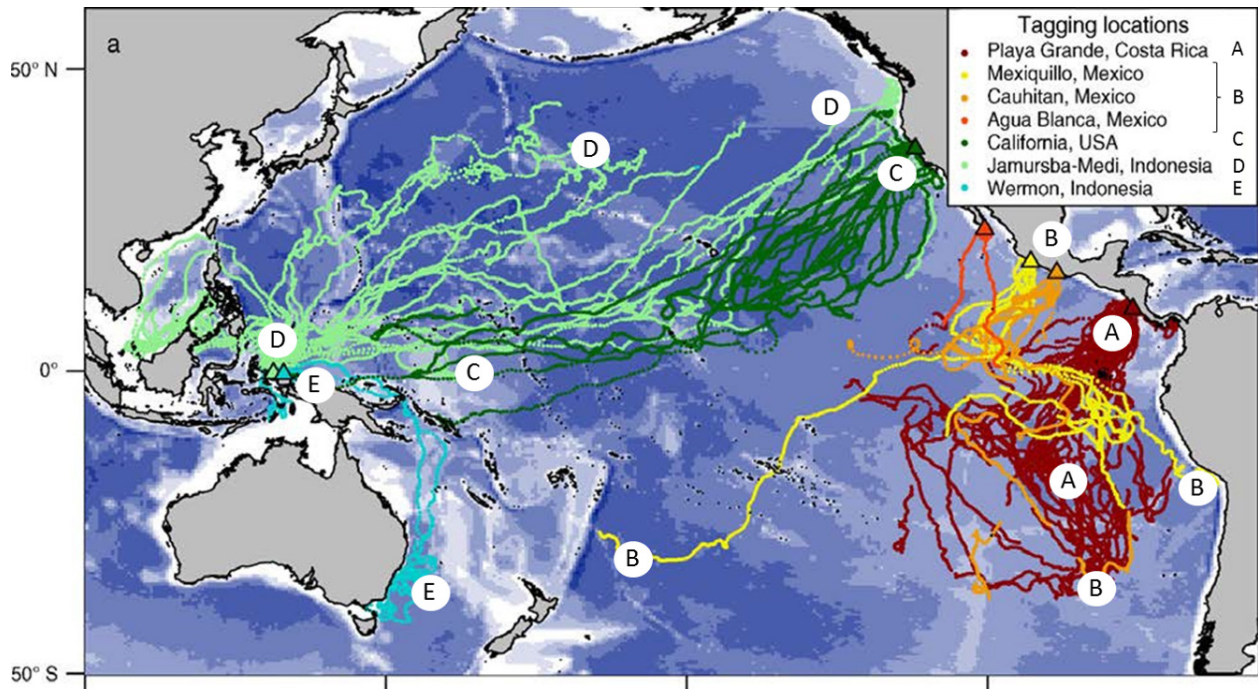 a
50° N
0°
50° S
Tagging locations
Playa Grande, Costa Rica A
Mexiquillo, Mexico
Cauhitan, Mexico B
Agua Blanca, Mexico
California, USA C
Jamursba-Medi, Indonesia D
Wermon, Indonesia E
D
D
C
B
A
D
E
C
A
B
B
E
B